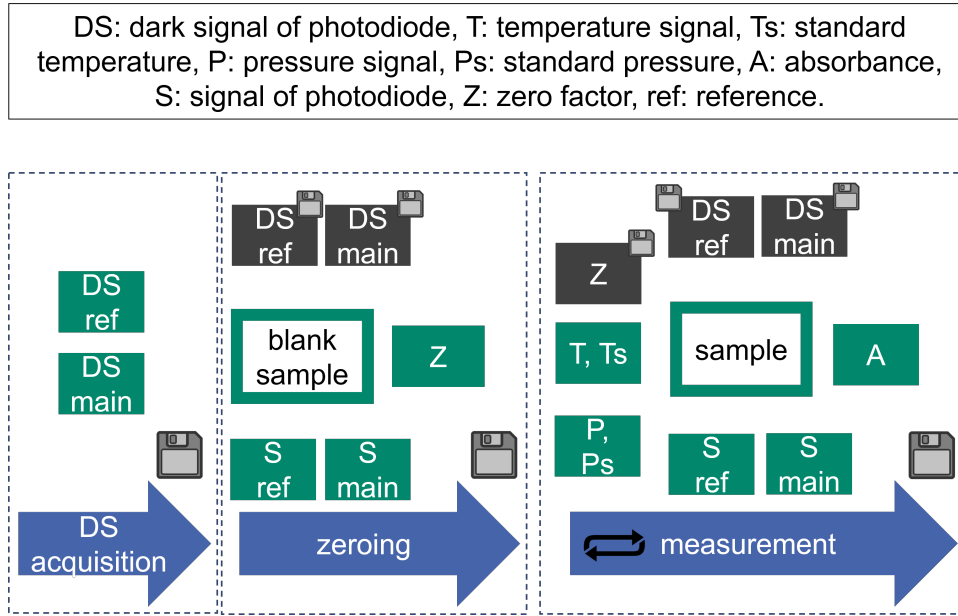 DS: dark signal of photodiode, T: temperature signal, Ts: standard
temperature, P: pressure signal, Ps: standard pressure, A: absorbance,
S: signal of photodiode, Z: zero factor, ref: reference.
DS
ref
DS
main
DS
acquisition
DS
ref
DS
main
blank
sample
Z
S
ref
S
main
zeroing
DS
ref
DS
main
Z
T, Ts
sample
A
P,
Ps
S
ref
S
main
measurement